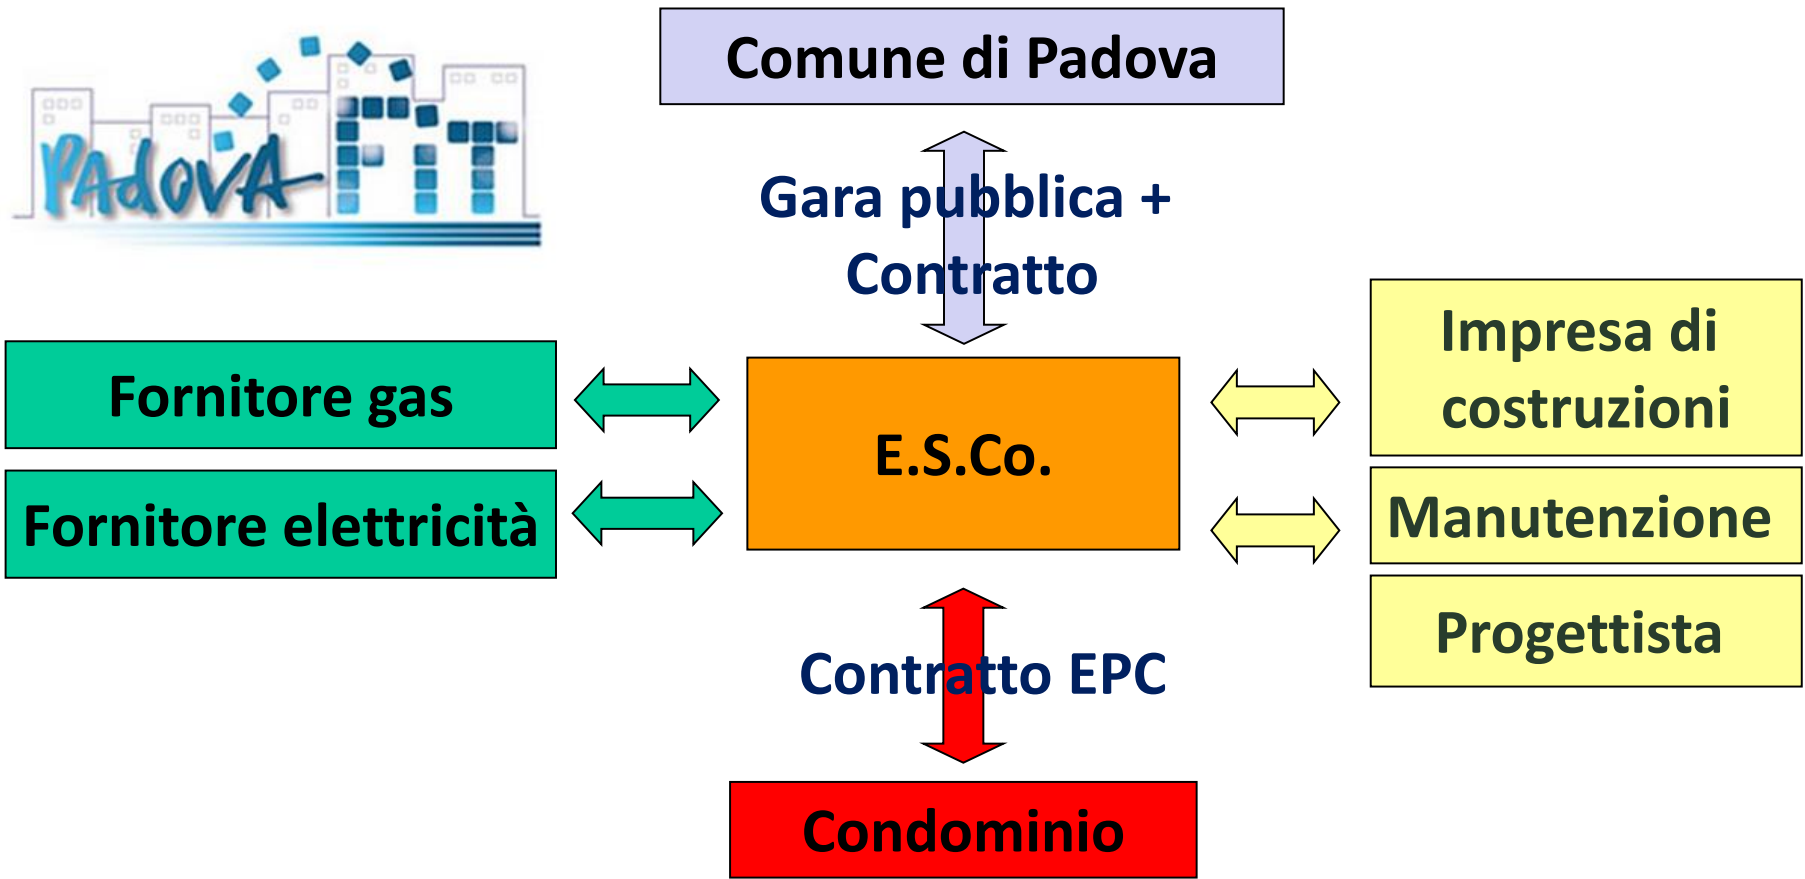 PAdOVA FIT
Comune di Padova
Gara pubblica +
Contratto
Fornitore gas
Fornitore elettricità
E.S.Co.
Impresa di
costruzioni
Manutenzione
Progettista
Contratto EPC
Condominio